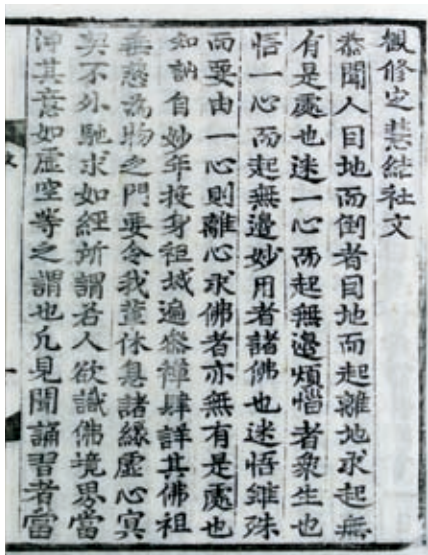 勸修定慧結社文
恭聞人因地而倒者因地而起離地求起無
有是處也迷一心而起無邊煩惱者衆生也
悟一心而起無邊妙用者諸佛也迷悟雖殊
而要由一心則離心求佛者亦無有是處也
知訥自妙年投身祖域遍叅禪肆詳其佛祖
垂慈為物之門要令我輩休息諸緣虛心冥
契不外馳求如經所謂若人欲識佛境界當
淨其意如虛空等之謂也凡見聞誦習者當